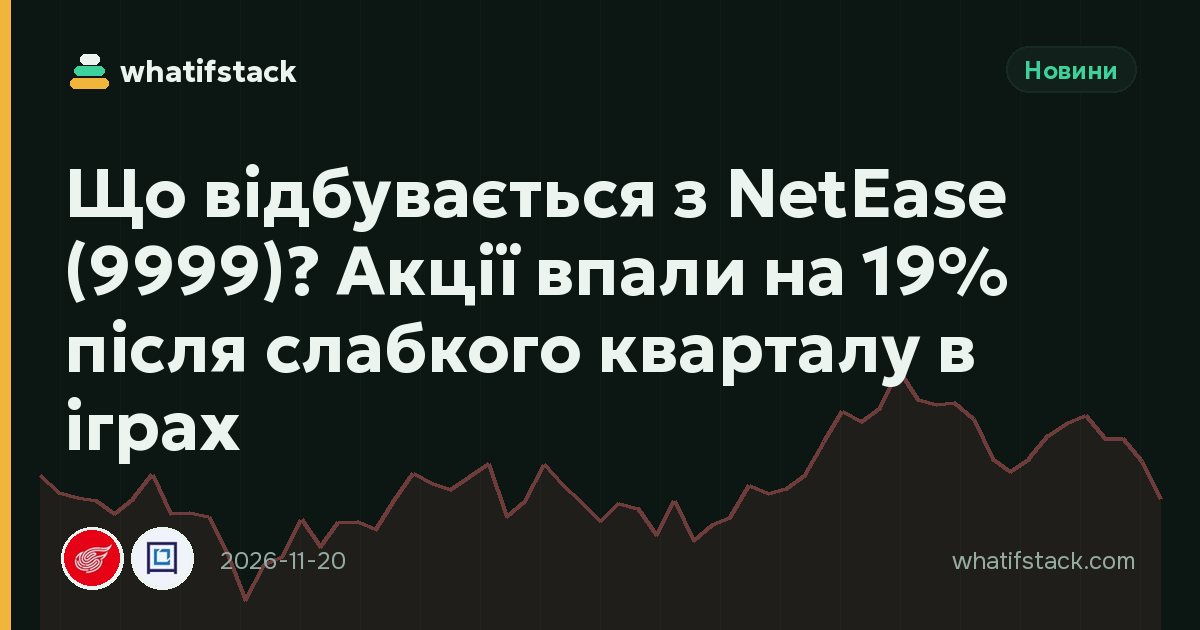 whatifstack
Новини
Що відбувається з NetEase
(9999)? Акції впали на 19%
після слабкого кварталу в
іграх
2026-11-20
whatifstack.com